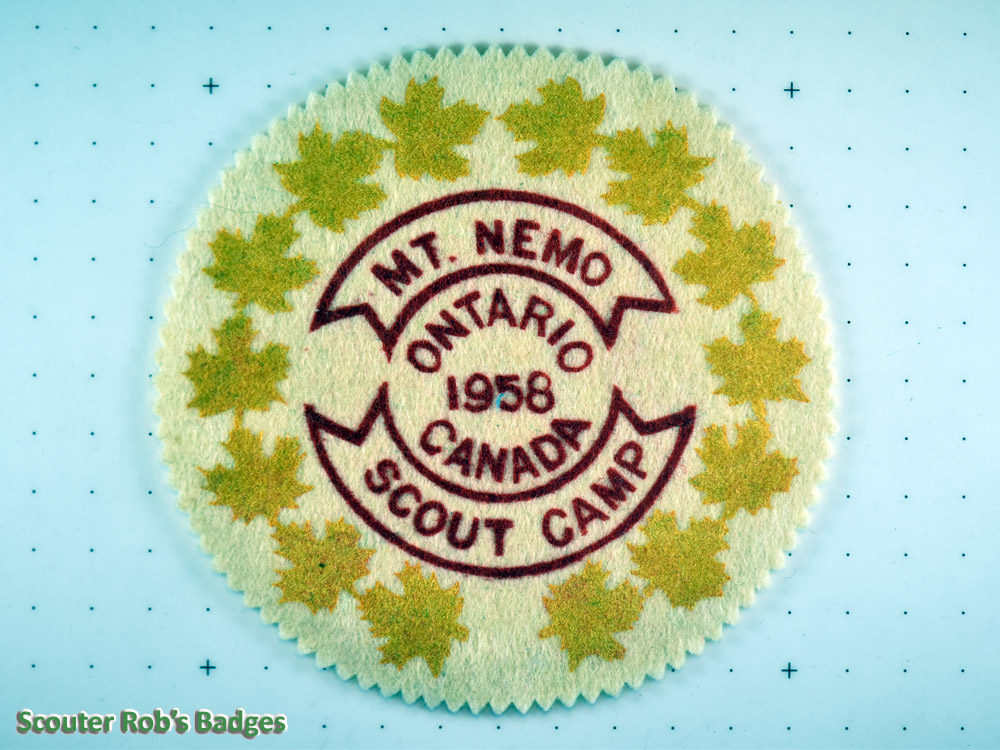 MT. NEMO
ONTARIO
1958
CANADA
SCOUT CAMP
Scouter Rob's Badges